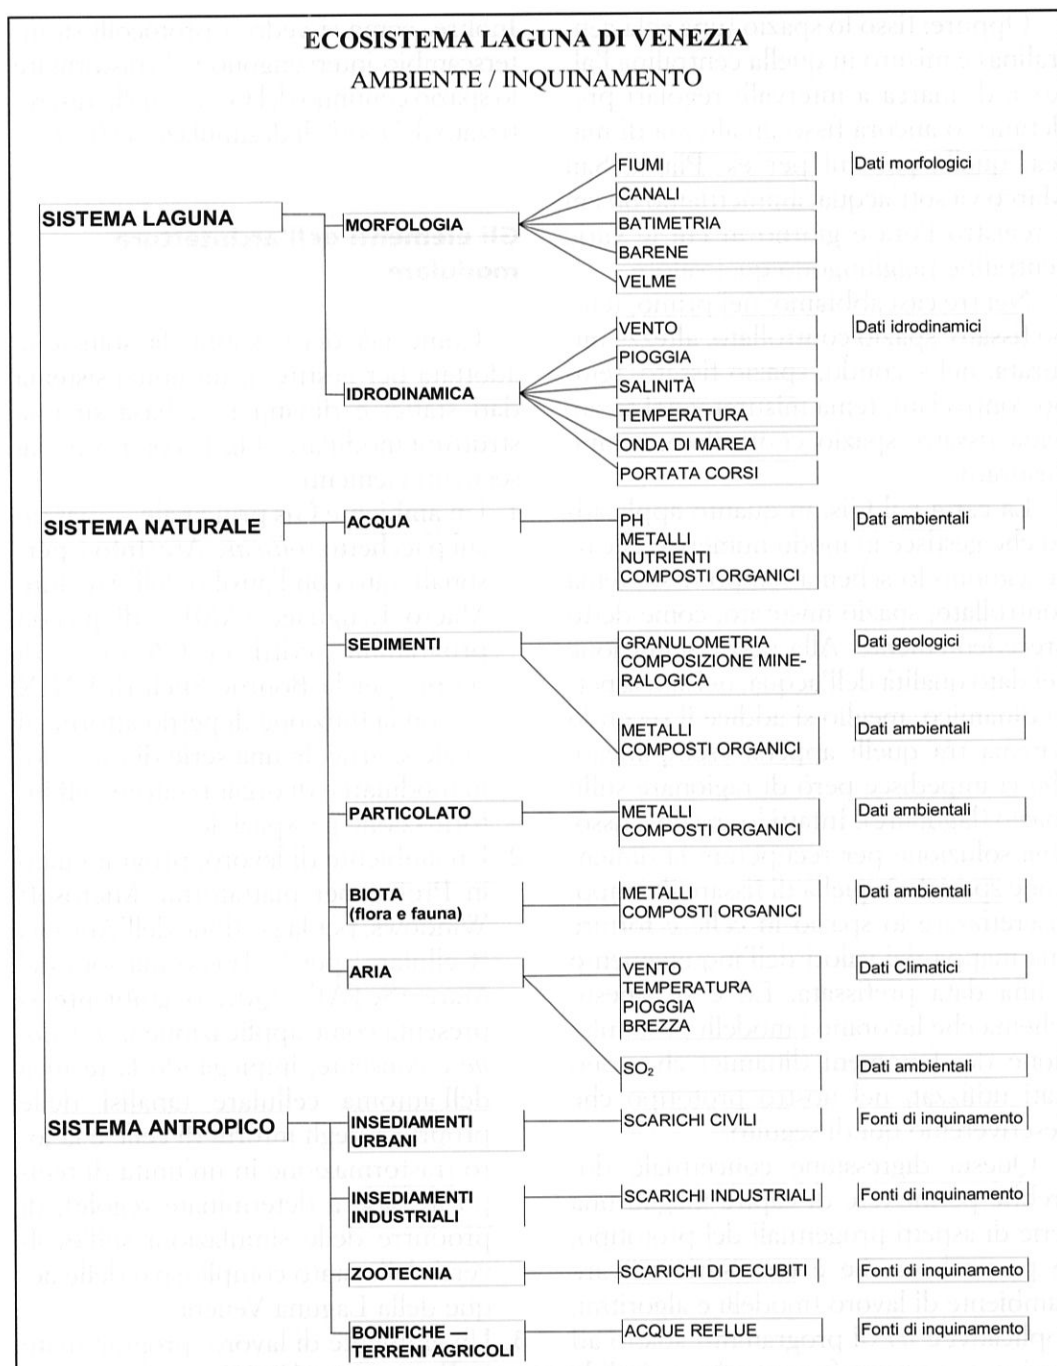 ECOSISTEMA LAGUNA DI VENEZIA
AMBIENTE / INQUINAMENTO
SISTEMA LAGUNA
MORFOLOGIA
FIUMI
Dati morfologici
CANALI
BATIMETRIA
BARENE
VELME
IDRODINAMICA
VENTO
Dati idrodinamici
PIOGGIA
SALINITÀ
TEMPERATURA
ONDA DI MAREA
PORTATA CORSI
SISTEMA NATURALE
ACQUA
PH
METALLI
NUTRIENTI
COMPOSTI ORGANICI
Dati ambientali
SEDIMENTI
GRANULOMETRIA
COMPOSIZIONE MINE-
RALOGICA
Dati geologici
METALLI
COMPOSTI ORGANICI
Dati ambientali
PARTICOLATO
METALLI
COMPOSTI ORGANICI
Dati ambientali
BIOTA
(flora e fauna)
METALLI
COMPOSTI ORGANICI
Dati ambientali
ARIA
VENTO
TEMPERATURA
PIOGGIA
BREZZA
Dati Climatici
SO₂
Dati ambientali
SISTEMA ANTROPICO
INSEDIAMENTI
URBANI
SCARICHI CIVILI
Fonti di inquinamento
INSEDIAMENTI
INDUSTRIALI
SCARICHI INDUSTRIALI
Fonti di inquinamento
ZOOTECNIA
SCARICHI DI DECUBITI
Fonti di inquinamento
BONIFICHE —
TERRENI AGRICOLI
ACQUE REFLUE
Fonti di inquinamento